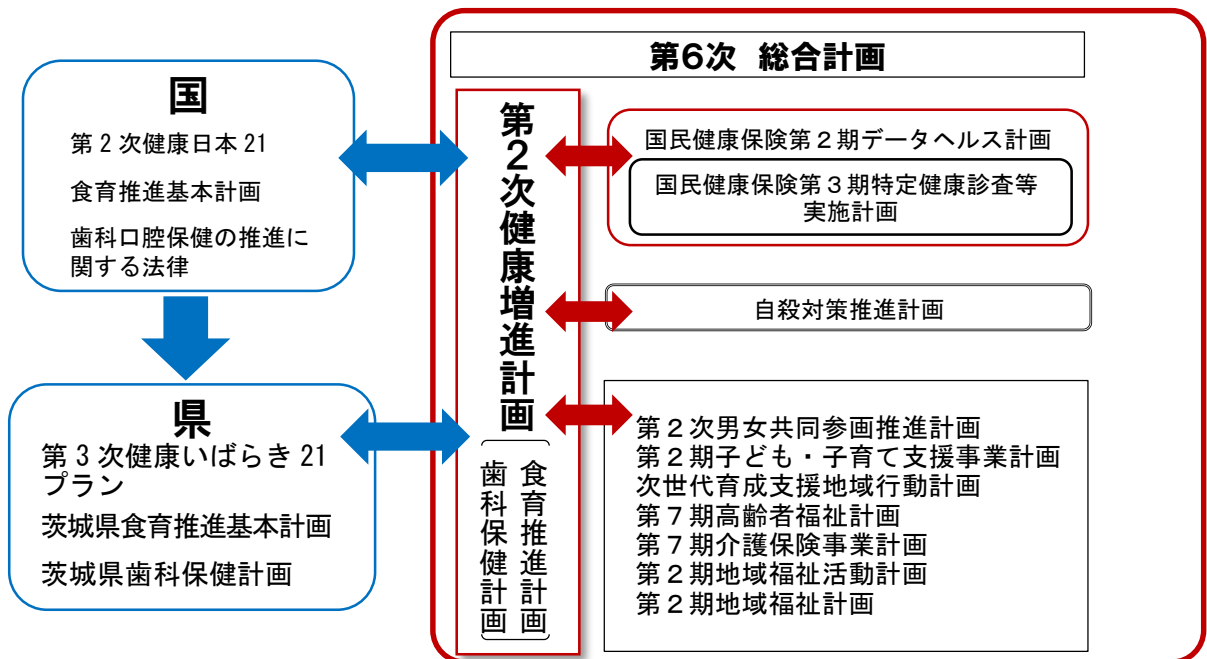 第6次 総合計画
国
第2次健康日本21
食育推進基本計画
歯科口腔保健の推進に
関する法律
県
第3次健康いばらき21
プラン
茨城県食育推進基本計画
茨城県歯科保健計画
第2次健康増進計画
食育推進計画
歯科保健計画
国民健康保険第2期データヘルス計画
国民健康保険第3期特定健康診査等
実施計画
自殺対策推進計画
第2次男女共同参画推進計画
第2期子ども・子育て支援事業計画
次世代育成支援地域行動計画
第7期高齢者福祉計画
第7期介護保険事業計画
第2期地域福祉活動計画
第2期地域福祉計画